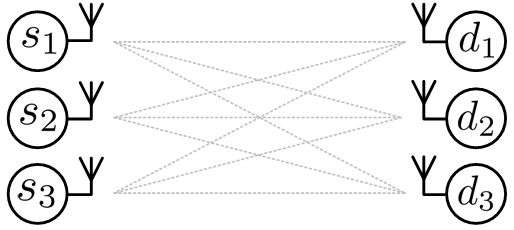 s₁ d₁
s₂ d₂
s₃ d₃